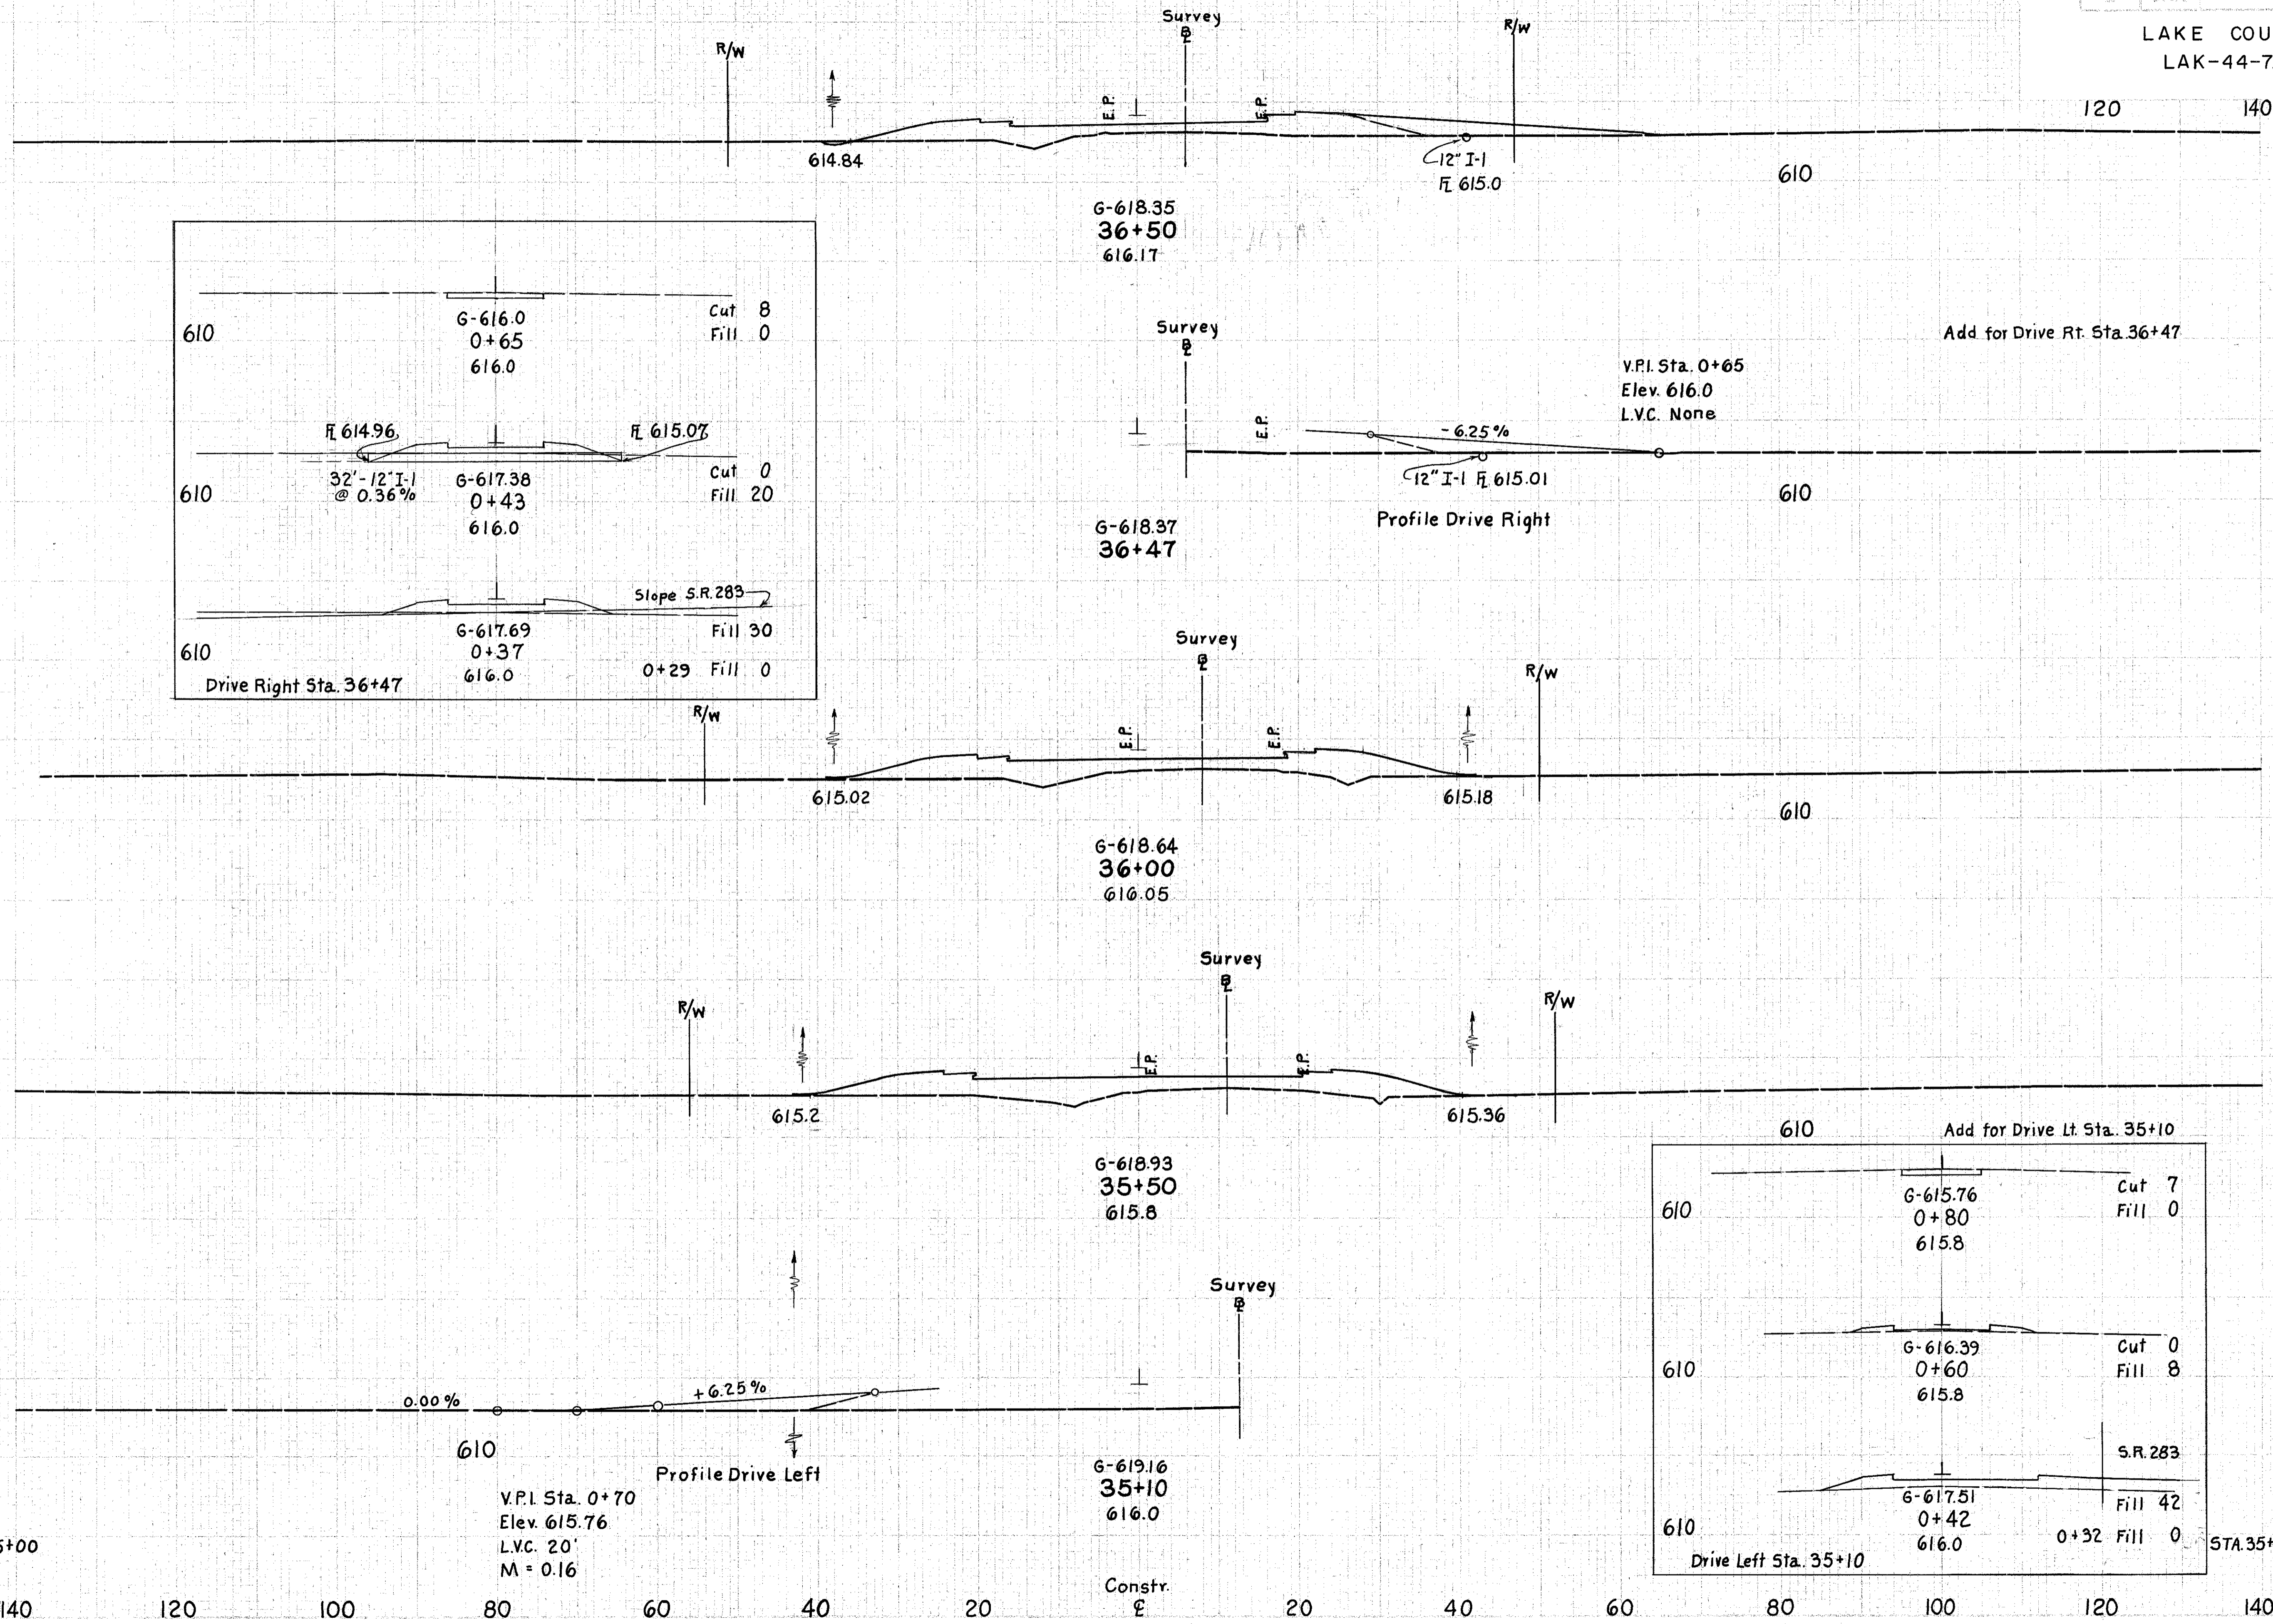 LAKE COU
LAK-44-7
120 140
Survey
℄
R/W
R/W
E.P.
E.P.
614.84
12" I-1
FL 615.0
610
G-618.35
36+50
616.17
G-616.0
0+65
616.0
Cut 8
Fill 0
610
FL 614.96
FL 615.07
32'-12" I-1
@ 0.36%
G-617.38
0+43
616.0
Cut 0
Fill 20
610
Slope S.R. 283
G-617.69
0+37
616.0
Fill 30
0+29 Fill 0
610
Drive Right Sta. 36+47
Survey
Add for Drive Rt. Sta. 36+47
V.P.I. Sta. 0+65
Elev. 616.0
L.V.C. None
E.P.
-6.25%
12" I-1 FL 615.01
610
Profile Drive Right
G-618.37
36+47
Survey
R/W
R/W
E.P.
E.P.
615.02
615.18
610
G-618.64
36+00
616.05
Survey
R/W
R/W
E.P.
E.P.
615.2
615.36
610
G-618.93
35+50
615.8
Add for Drive Lt. Sta. 35+10
G-615.76
0+80
615.8
Cut 7
Fill 0
610
G-616.39
0+60
615.8
Cut 0
Fill 8
610
S.R. 283
G-617.51
0+42
616.0
Fill 42
0+32 Fill 0
610
Drive Left Sta. 35+10
Survey
0.00%
+6.25%
610
Profile Drive Left
V.P.I. Sta. 0+70
Elev. 615.76
L.V.C. 20'
M = 0.16
G-619.16
35+10
616.0
5+00
STA. 35+
Constr.
℄
140 120 100 80 60 40 20 20 40 60 80 100 120 140